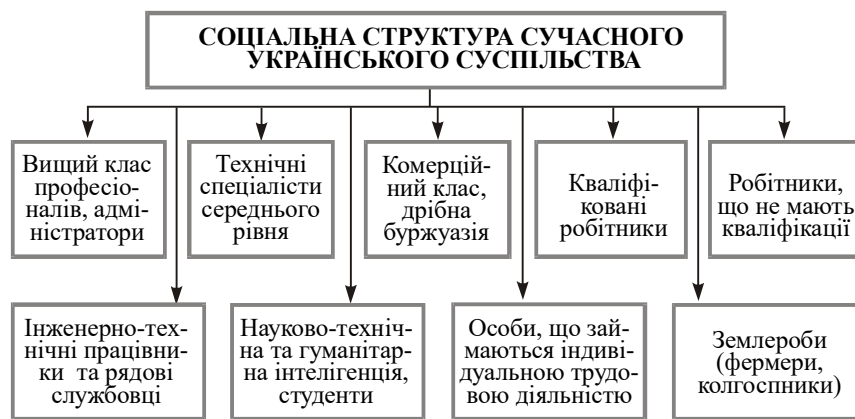 СОЦІАЛЬНА СТРУКТУРА СУЧАСНОГО
УКРАЇНСЬКОГО СУСПІЛЬСТВА
Вищий клас
професіо-
налів, адмі-
ністратори
Технічні
спеціалісти
середнього
рівня
Комерцій-
ний клас,
дрібна
буржуазія
Кваліфі-
ковані
робітники
Робітники,
що не мають
кваліфікації
Інженерно-тех-
нічні працівни-
ки та рядові
службовці
Науково-техніч-
на та гуманітар-
на інтелігенція,
студенти
Особи, що зай-
маються індиві-
дуальною трудо-
вою діяльністю
Землероби
(фермери,
колгоспники)